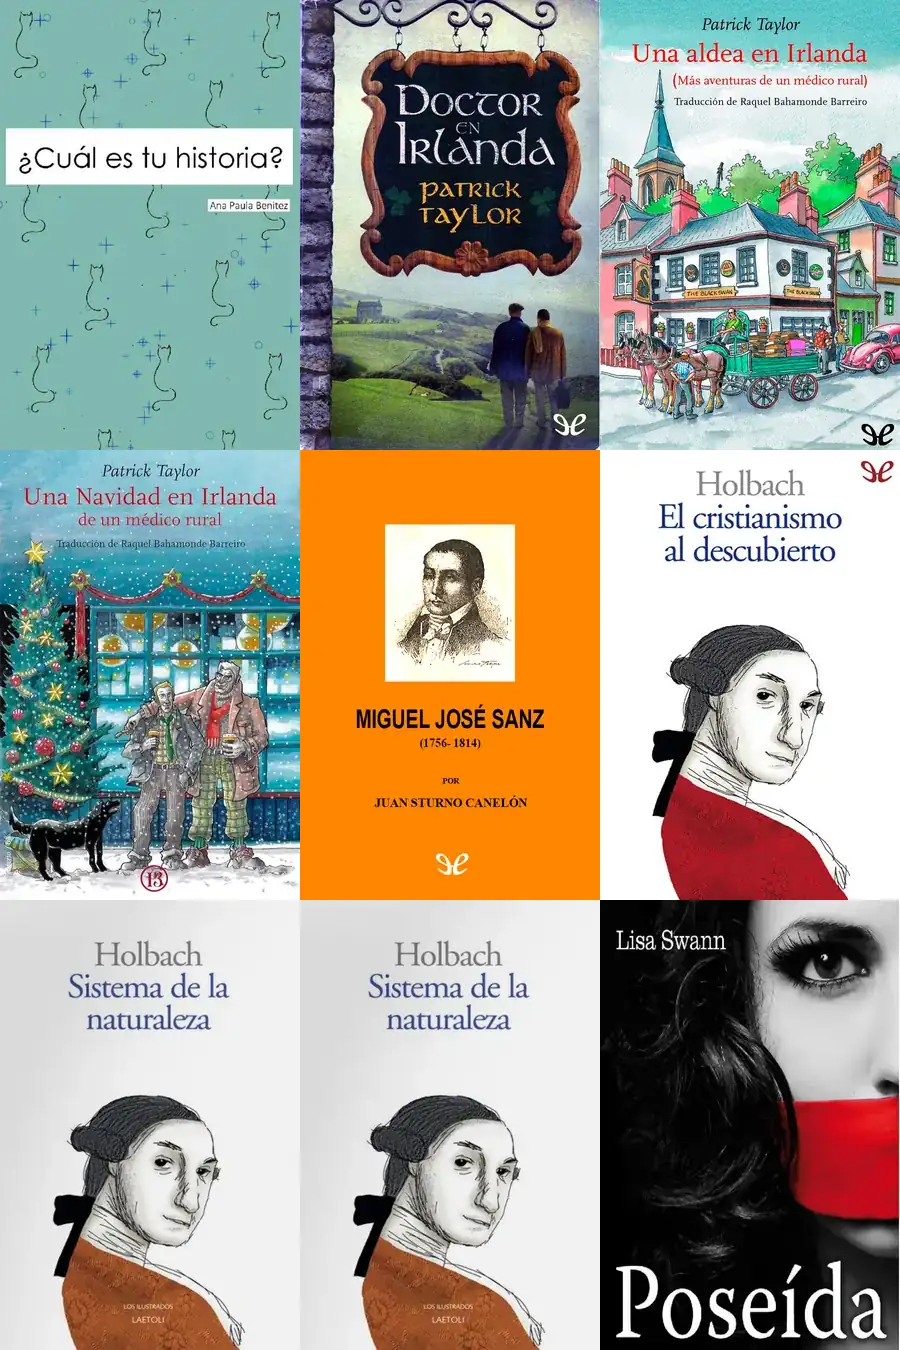 ¿Cuál es tu historia?
Ana Paula Benitez
Doctor
en
Irlanda
Patrick
Taylor
Patrick Taylor
Una aldea en Irlanda
(Más aventuras de un médico rural)
Traducción de Raquel Bahamonde Barreiro
THE BLACK SWAN
THE BLACK SWAN
Patrick Taylor
Una Navidad en Irlanda
de un médico rural
Traducción de Raquel Bahamonde Barreiro
13
MIGUEL JOSÉ SANZ
(1756- 1814)
POR
JUAN STURNO CANELÓN
Holbach
El cristianismo
al descubierto
Holbach
Sistema de la
naturaleza
LOS ILUSTRADOS
LAETOLI
Holbach
Sistema de la
naturaleza
LOS ILUSTRADOS
LAETOLI
Lisa Swann
Poseída